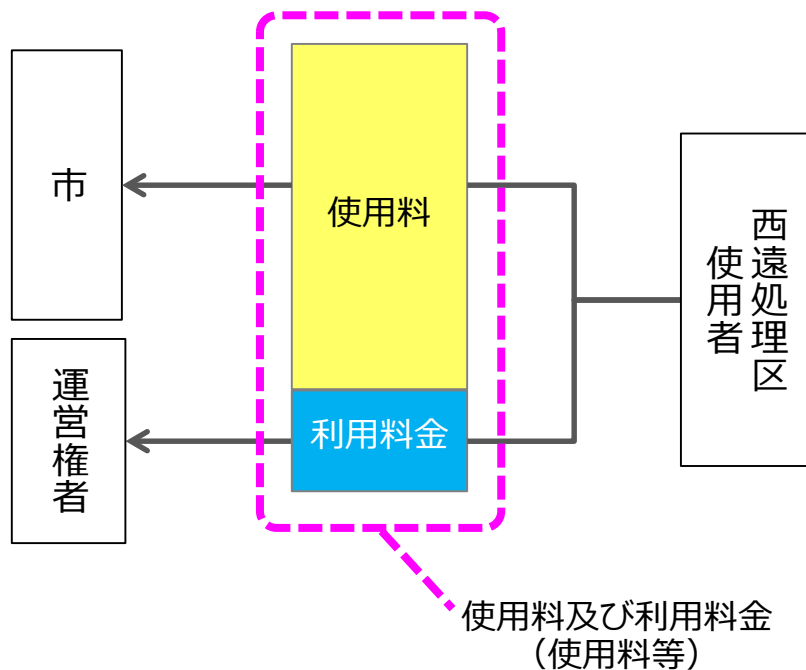 市
使用料
西遠処理区
使用者
運営権者
利用料金
使用料及び利用料金
（使用料等）